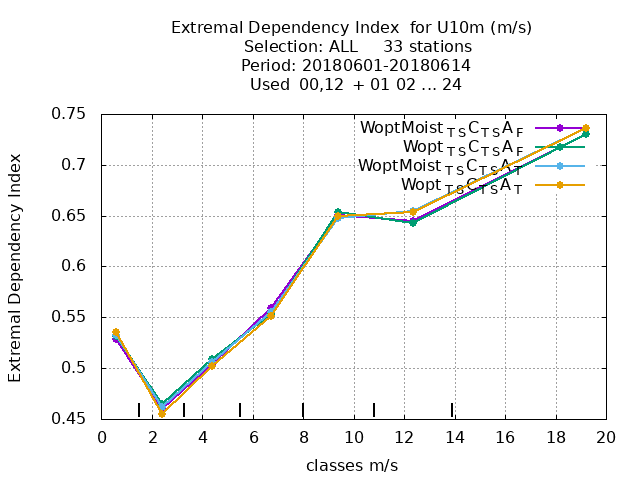 Extremal Dependency Index  for U10m (m/s)
Selection: ALL     33 stations
Period: 20180601-20180614
Used  00,12  + 01 02 ... 24
Extremal Dependency Index
0.75
0.7
0.65
0.6
0.55
0.5
0.45
WoptMoist TS C TS A F
Wopt TS C TS A F
WoptMoist TS C TS A T
Wopt TS C TS A T
0 2 4 6 8 10 12 14 16 18 20
classes m/s